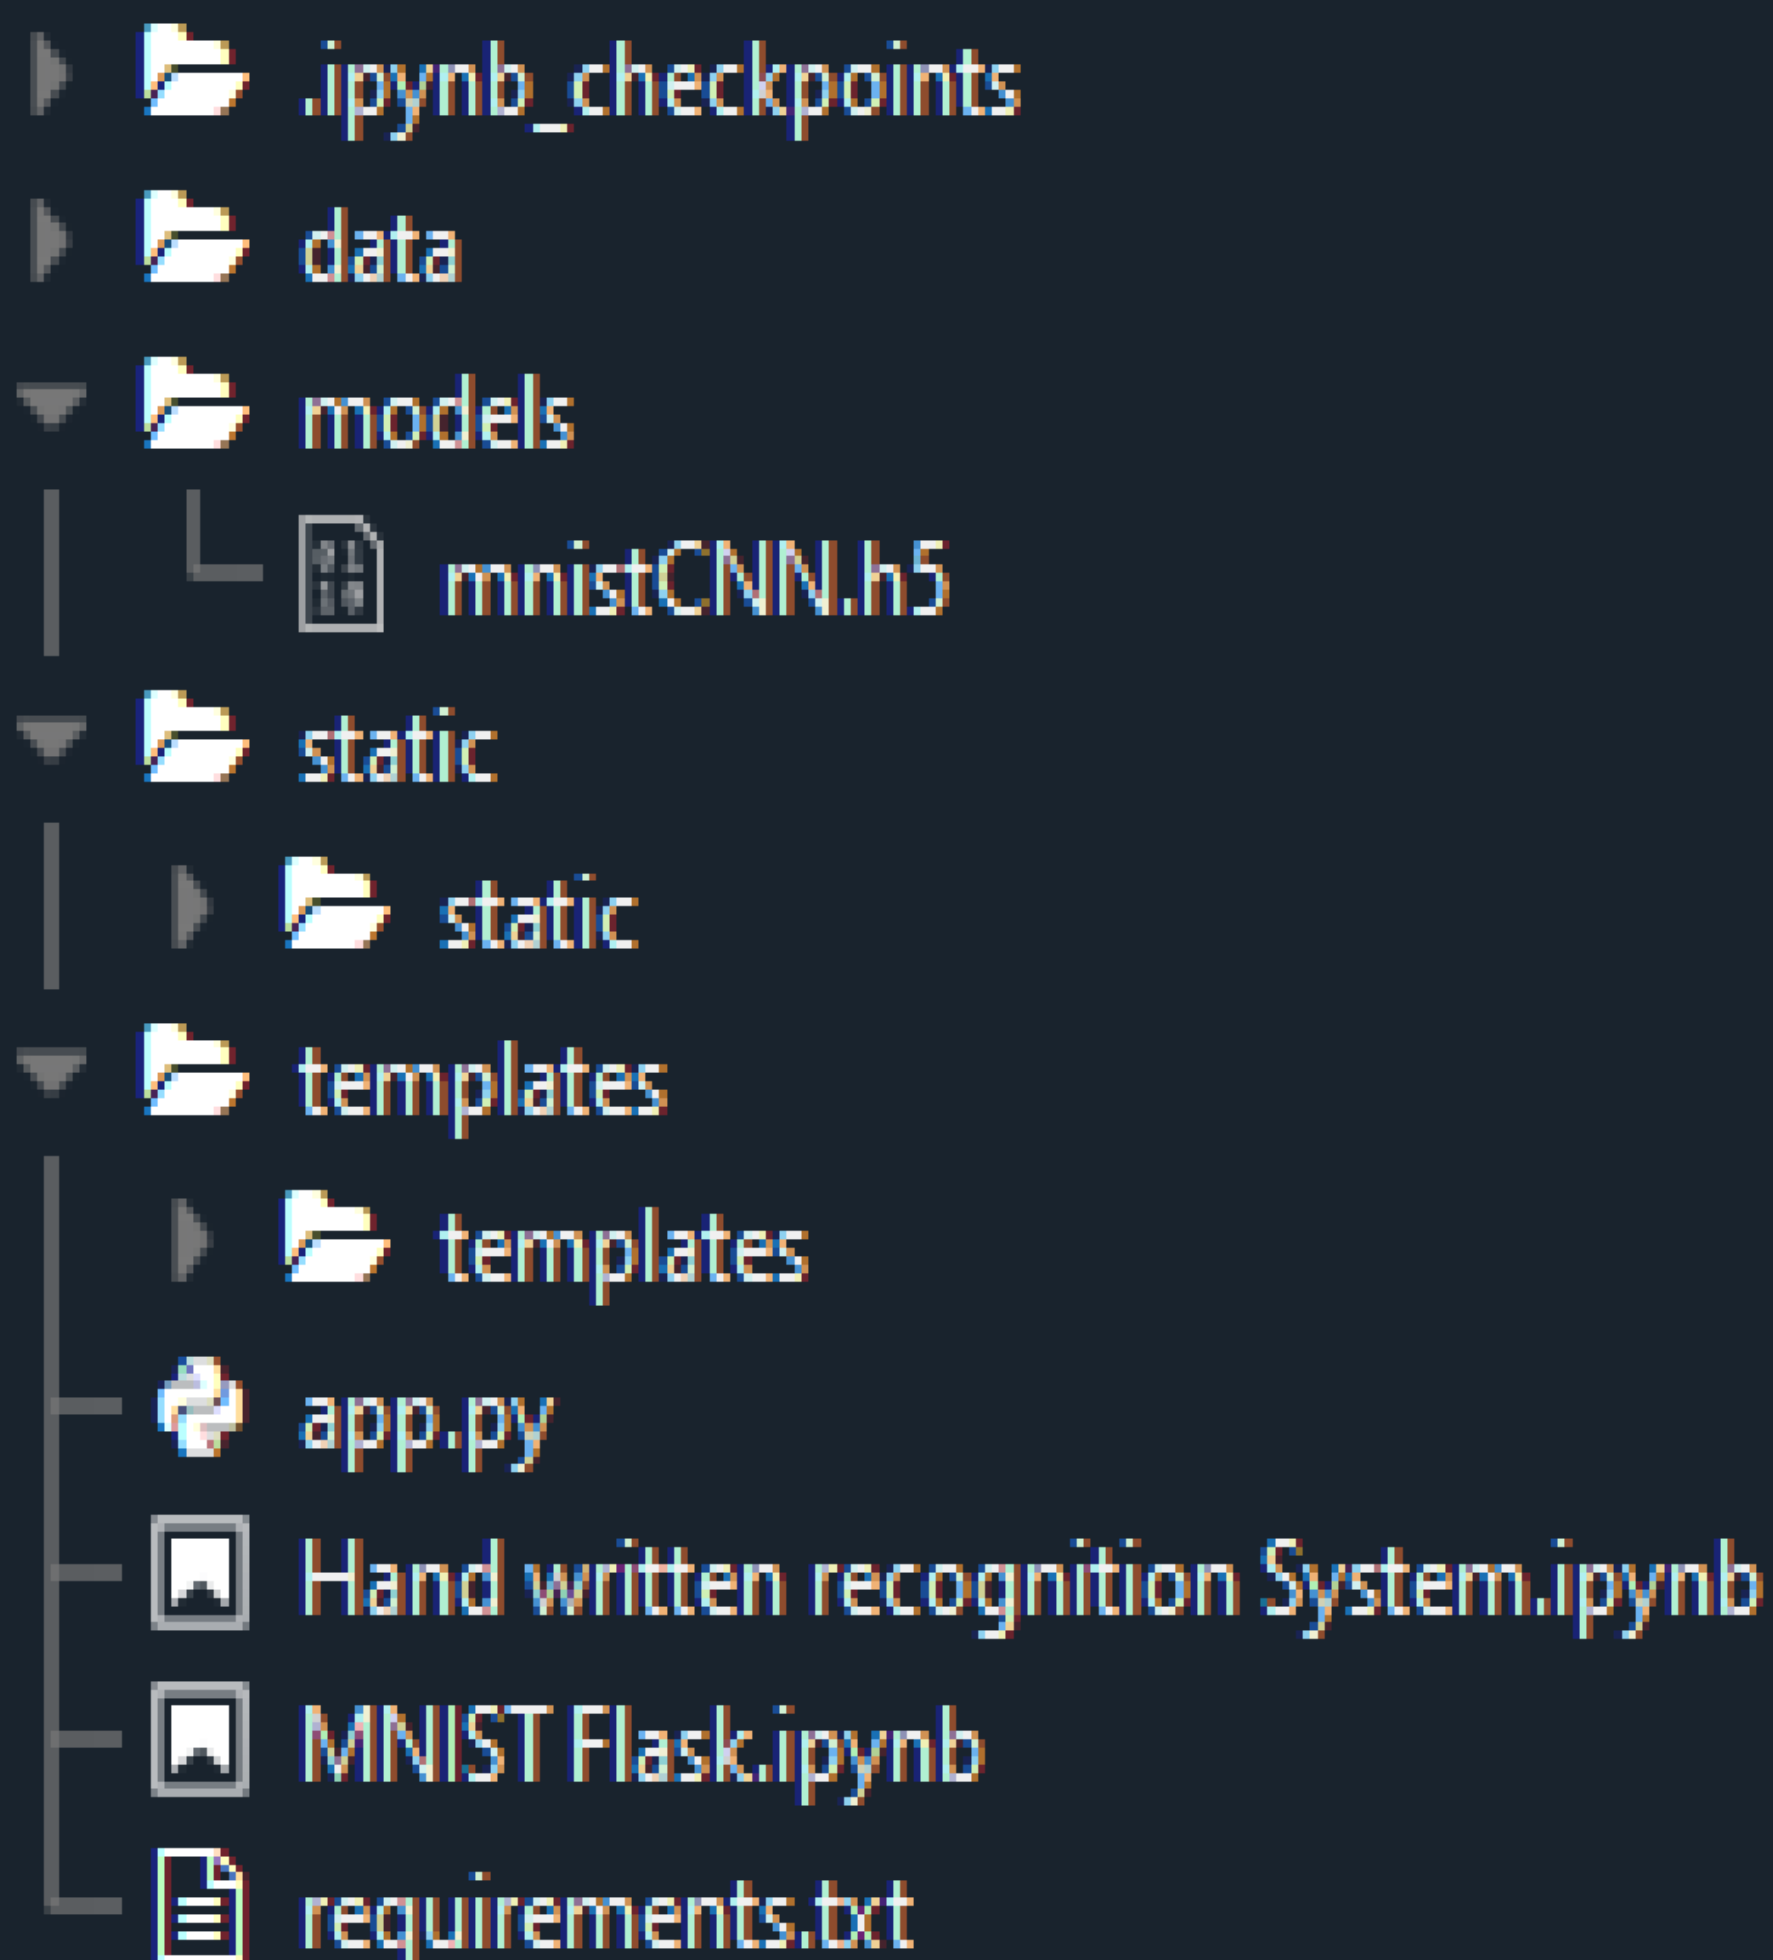 .ipynb_checkpoints
data
models
mnistCNN.h5
static
static
templates
templates
app.py
Hand written recognition System.ipynb
MNIST Flask.ipynb
requirements.txt